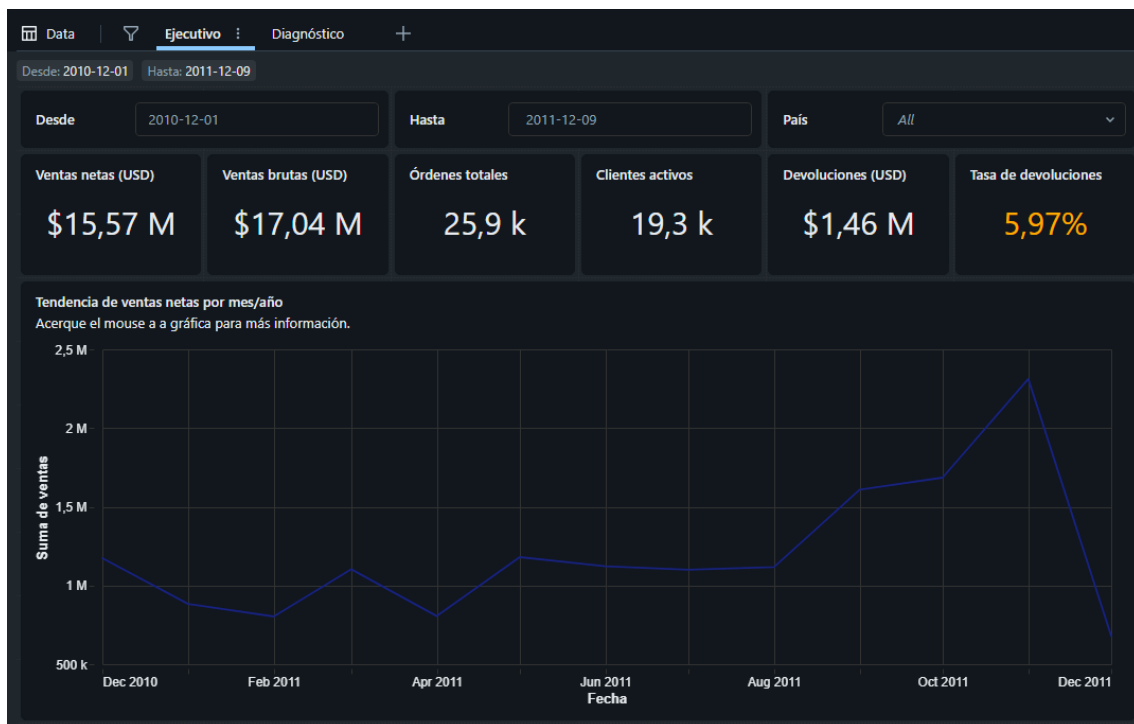 Data Ejecutivo Diagnóstico
Desde: 2010-12-01 Hasta: 2011-12-09
Desde 2010-12-01 Hasta 2011-12-09 País All
Ventas netas (USD) Ventas brutas (USD) Órdenes totales Clientes activos Devoluciones (USD) Tasa de devoluciones
$15,57 M $17,04 M 25,9 k 19,3 k $1,46 M 5,97%
Tendencia de ventas netas por mes/año
Acerque el mouse a a gráfica para más información.
2,5 M
2 M
1,5 M
1 M
500 k
Suma de ventas
Dec 2010 Feb 2011 Apr 2011 Jun 2011 Aug 2011 Oct 2011 Dec 2011
Fecha